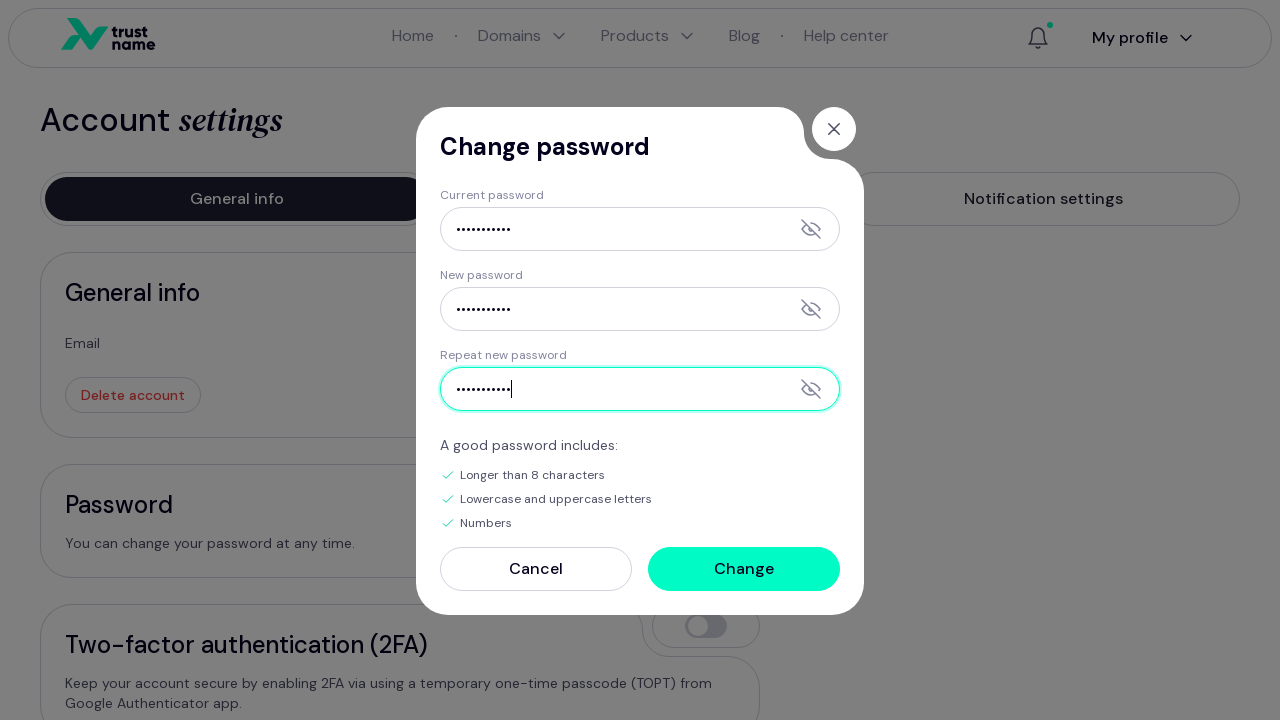 trust
name
Home · Domains Products Blog · Help center
My profile
Account settings
General info
Notification settings
General info
Email
Delete account
Password
You can change your password at any time.
Two-factor authentication (2FA)
Keep your account secure by enabling 2FA via using a temporary one-time passcode (TOPT) from
Google Authenticator app.
Change password
Current password
•••••••••••
New password
•••••••••••
Repeat new password
•••••••••••
A good password includes:
Longer than 8 characters
Lowercase and uppercase letters
Numbers
Cancel
Change